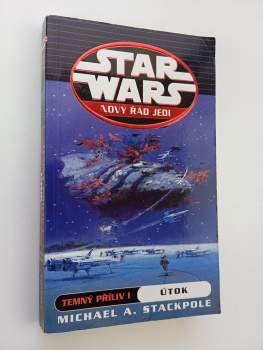 STAR
WARS
NOVÝ ŘÁD JEDI
TEMNÝ PŘÍLIV I
ÚTOK
MICHAEL A. STACKPOLE